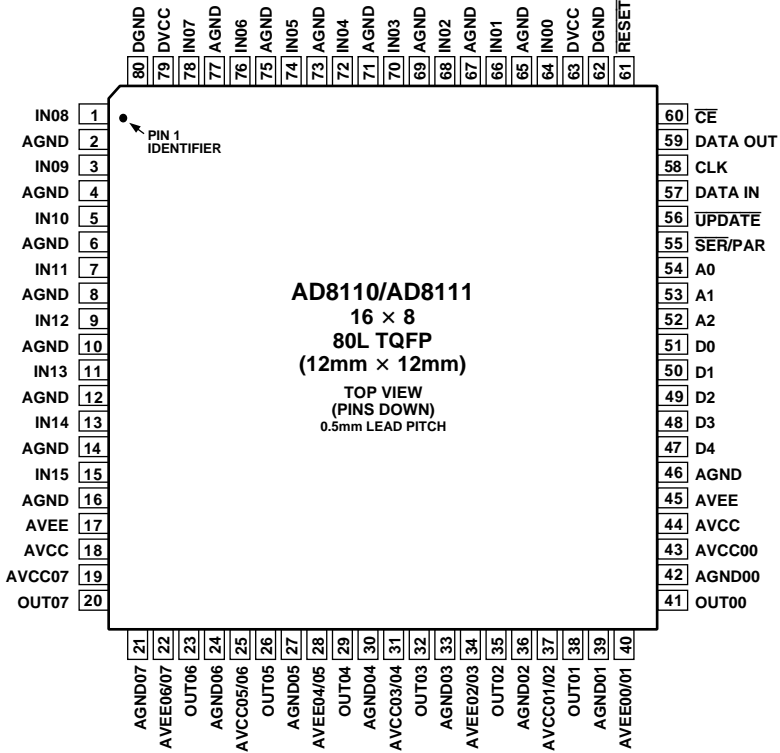 80 DGND
79 DVCC
78 IN07
77 AGND
76 IN06
75 AGND
74 IN05
73 AGND
72 IN04
71 AGND
70 IN03
69 AGND
68 IN02
67 AGND
66 IN01
65 AGND
64 IN00
63 DVCC
62 DGND
61 RESET
IN08 1
AGND 2
IN09 3
AGND 4
IN10 5
AGND 6
IN11 7
AGND 8
IN12 9
AGND 10
IN13 11
AGND 12
IN14 13
AGND 14
IN15 15
AGND 16
AVEE 17
AVCC 18
AVCC07 19
OUT07 20
PIN 1
IDENTIFIER
AD8110/AD8111
16 × 8
80L TQFP
(12mm × 12mm)
TOP VIEW
(PINS DOWN)
0.5mm LEAD PITCH
60 CE
59 DATA OUT
58 CLK
57 DATA IN
56 UPDATE
55 SER/PAR
54 A0
53 A1
52 A2
51 D0
50 D1
49 D2
48 D3
47 D4
46 AGND
45 AVEE
44 AVCC
43 AVCC00
42 AGND00
41 OUT00
AGND07 21
AVEE06/07 22
OUT06 23
AGND06 24
AVCC05/06 25
OUT05 26
AGND05 27
AVEE04/05 28
OUT04 29
AGND04 30
AVCC03/04 31
OUT03 32
AGND03 33
AVEE02/03 34
OUT02 35
AGND02 36
AVCC01/02 37
OUT01 38
AGND01 39
AVEE00/01 40